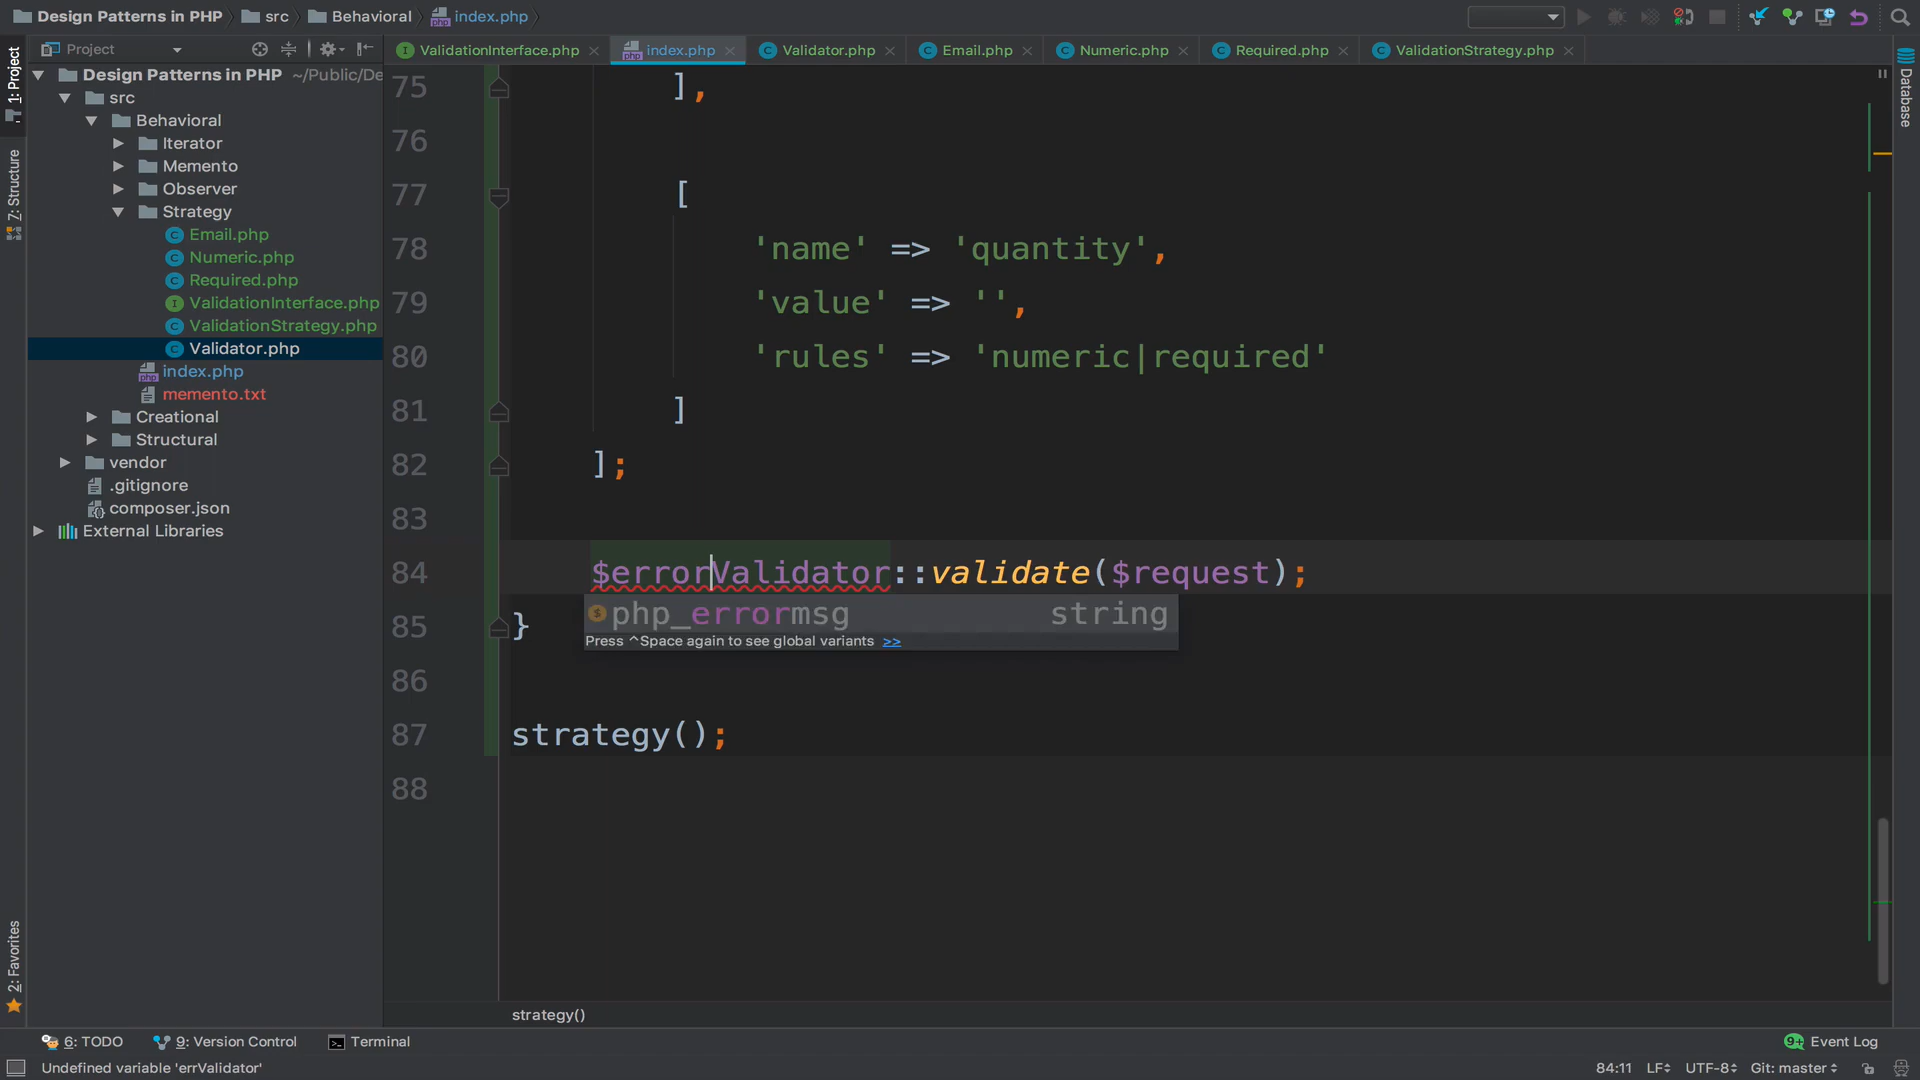 Design Patterns in PHP src Behavioral index.php
1: Project
7: Structure
2: Favorites
Project
Design Patterns in PHP ~/Public/De
src
Behavioral
Iterator
Memento
Observer
Strategy
Email.php
Numeric.php
Required.php
ValidationInterface.php
ValidationStrategy.php
Validator.php
index.php
memento.txt
Creational
Structural
vendor
.gitignore
composer.json
External Libraries
ValidationInterface.php index.php Validator.php Email.php Numeric.php Required.php ValidationStrategy.php
75 ],
76
77 [
78 'name' => 'quantity',
79 'value' => '',
80 'rules' => 'numeric|required'
81 ]
82 ];
83
84 $errorValidator::validate($request);
php_errormsg string
Press ^Space again to see global variants >>
85 }
86
87 strategy();
88
strategy()
Database
6: TODO 9: Version Control Terminal 9+ Event Log
Undefined variable 'errValidator' 84:11 LF UTF-8 Git: master